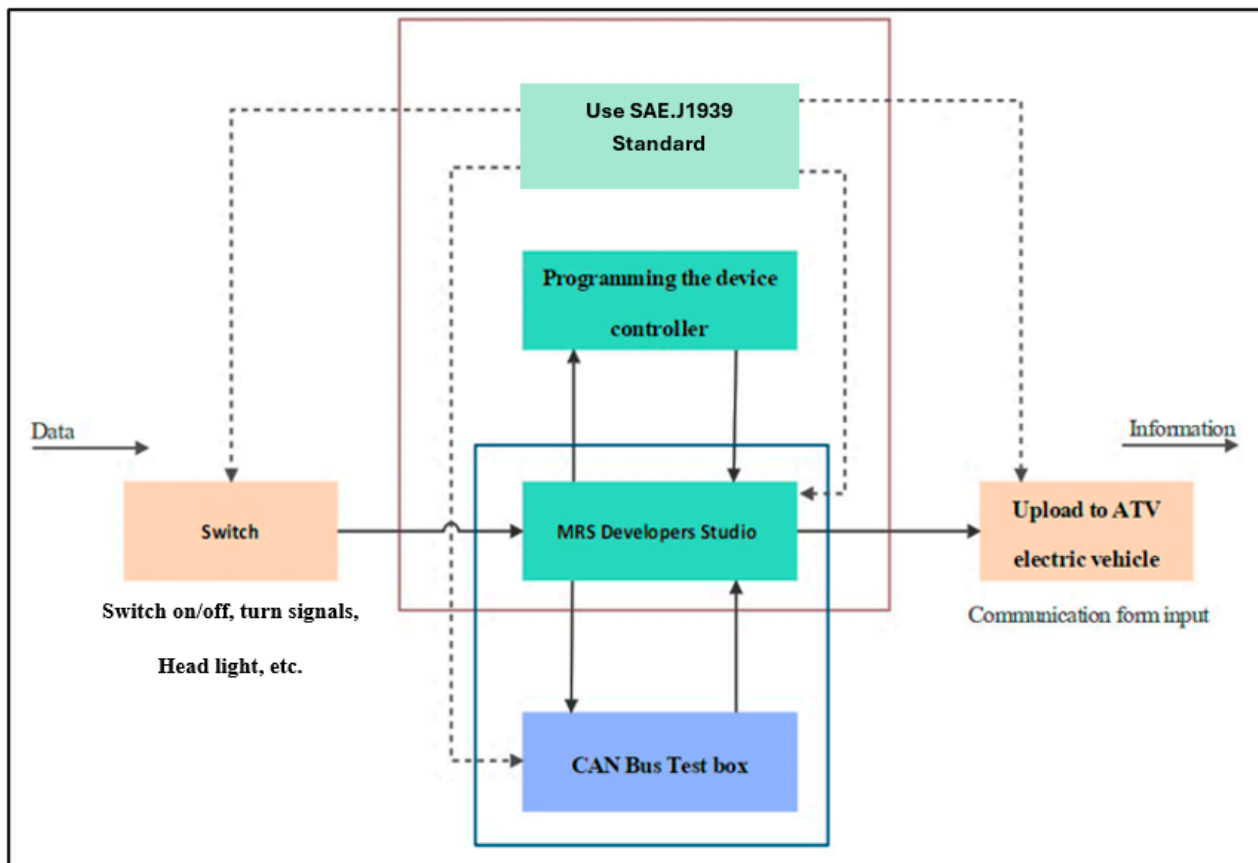 Use SAE.J1939
Standard
Programming the device
controller
Data
Information
Switch
MRS Developers Studio
Upload to ATV
electric vehicle
Switch on/off, turn signals,
Head light, etc.
Communication form input
CAN Bus Test box